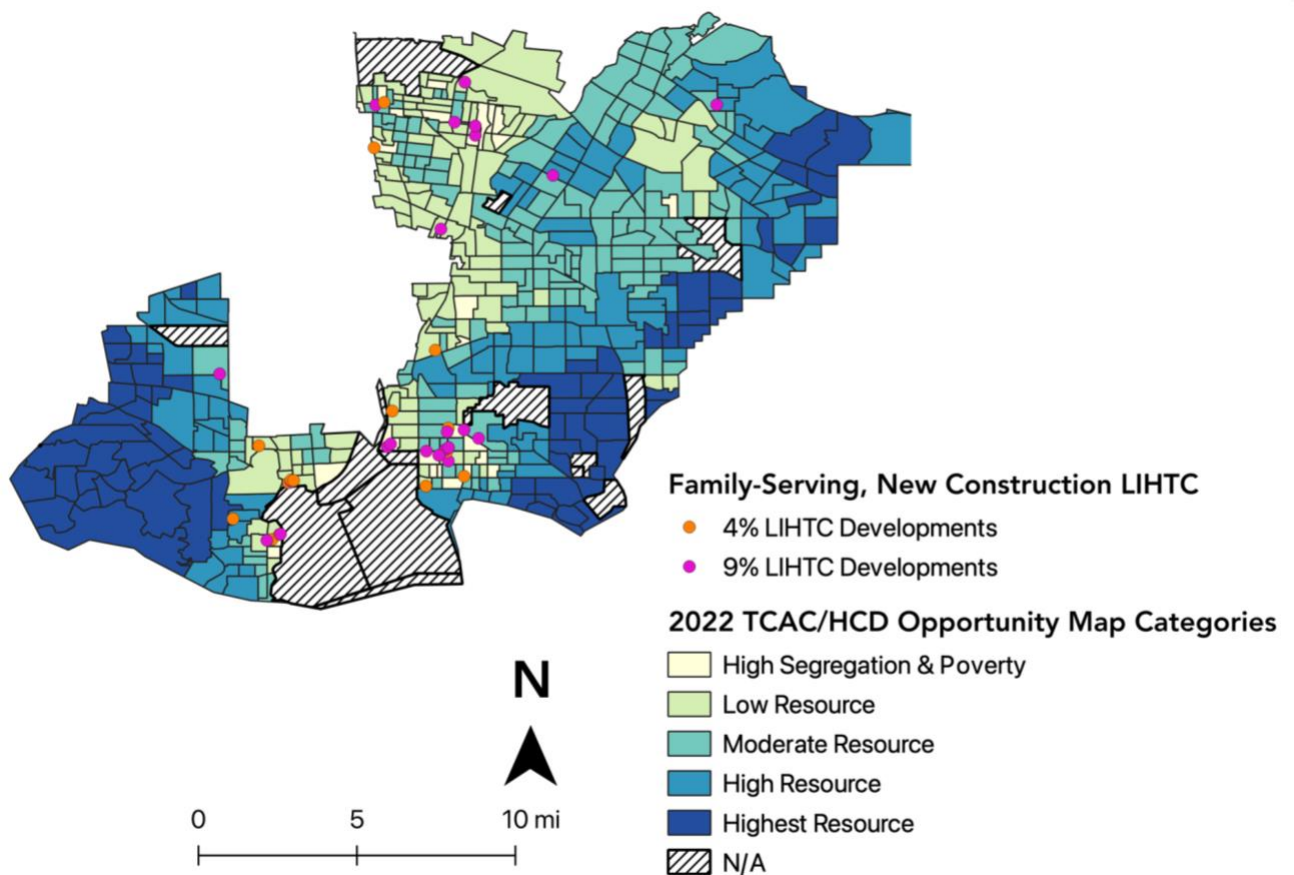 Family-Serving, New Construction LIHTC
4% LIHTC Developments
9% LIHTC Developments
2022 TCAC/HCD Opportunity Map Categories
High Segregation & Poverty
Low Resource
Moderate Resource
High Resource
Highest Resource
N/A
N
0 5 10 mi